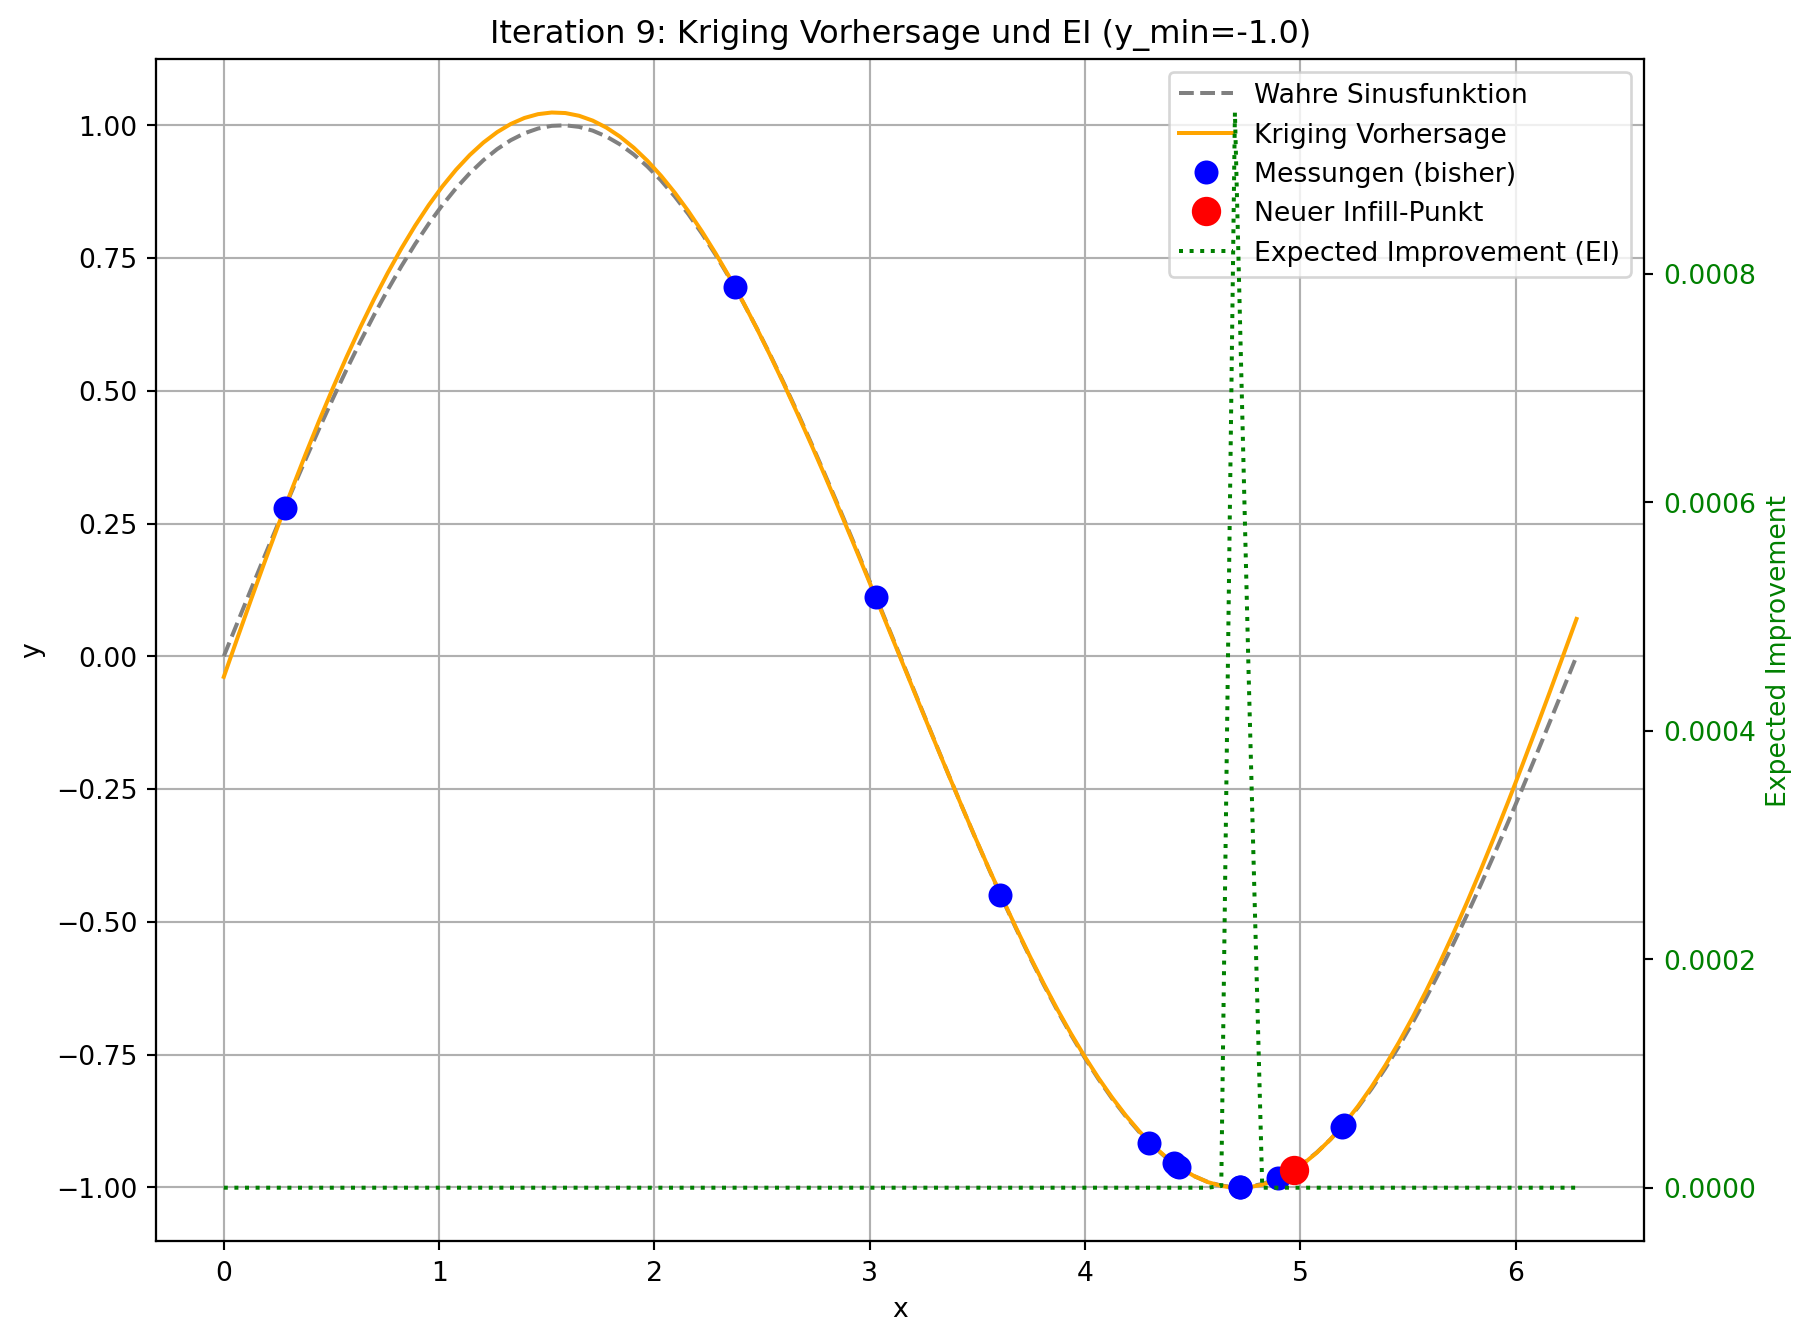 Iteration 9: Kriging Vorhersage und EI (y_min=-1.0)
Wahre Sinusfunktion
Kriging Vorhersage
Messungen (bisher)
Neuer Infill-Punkt
Expected Improvement (EI)
1.00
0.75
0.50
0.25
0.00
−0.25
−0.50
−0.75
−1.00
y
0.0008
0.0006
0.0004
0.0002
0.0000
Expected Improvement
0 1 2 3 4 5 6
x